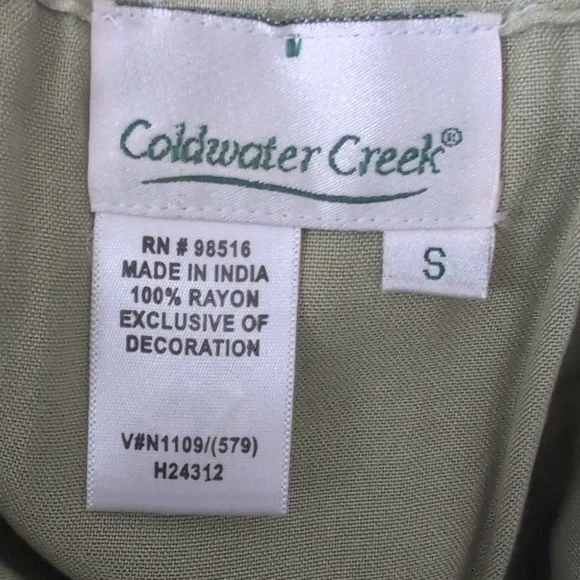 Coldwater Creek®
S
RN # 98516
MADE IN INDIA
100% RAYON
EXCLUSIVE OF
DECORATION
V#N1109/(579)
H24312